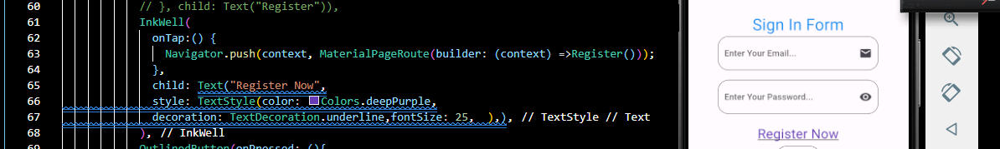 60 // }, child: Text("Register")),
61 InkWell(
62 onTap:() {
63 Navigator.push(context, MaterialPageRoute(builder: (context) =>Register()));
64 },
65 child: Text("Register Now",
66 style: TextStyle(color: Colors.deepPurple,
67 decoration: TextDecoration.underline,fontSize: 25, ),), // TextStyle // Text
68 ), // InkWell
69 OutlinedButton(onPressed: (){
Sign In Form
Enter Your Email...
Enter Your Password...
Register Now